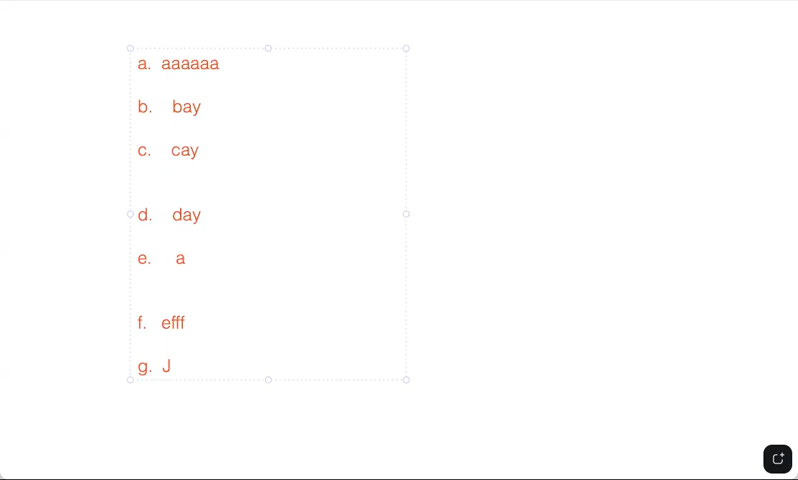 a. aaaaaa
b. bay
c. cay
d. day
e. a
f. efff
g. J